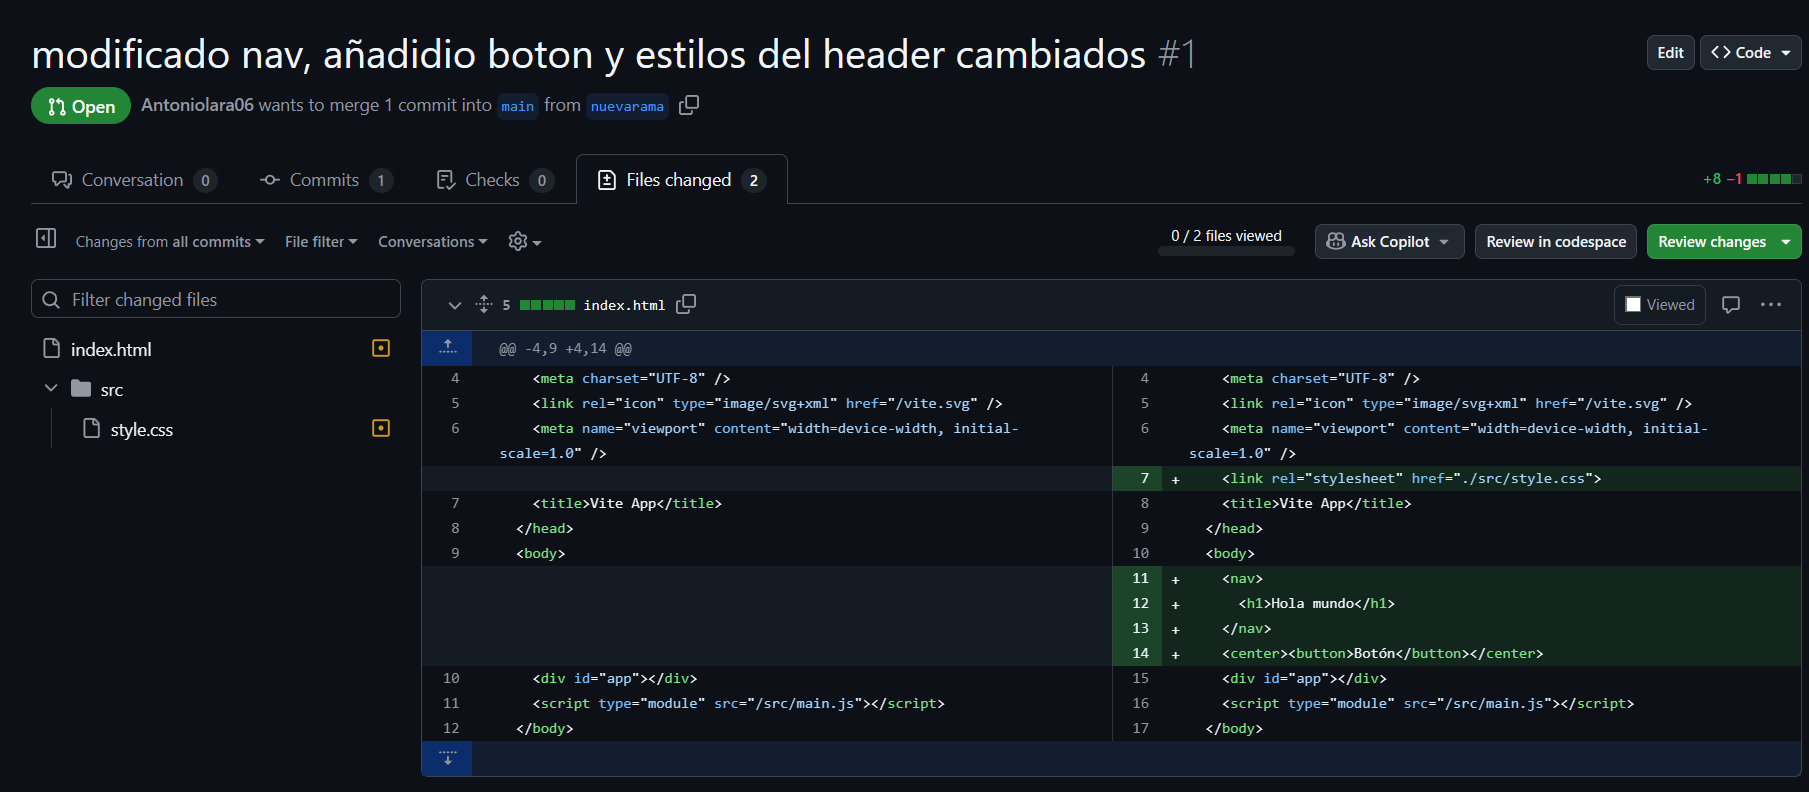 modificado nav, añadidio boton y estilos del header cambiados #1
Edit
Code
Open
Antoniolara06 wants to merge 1 commit into main from nuevarama
Conversation 0
Commits 1
Checks 0
Files changed 2
+8 −1
Changes from all commits
File filter
Conversations
0 / 2 files viewed
Ask Copilot
Review in codespace
Review changes
Filter changed files
index.html
src
style.css
5 index.html
Viewed
@@ -4,9 +4,14 @@
4 <meta charset="UTF-8" />
5 <link rel="icon" type="image/svg+xml" href="/vite.svg" />
6 <meta name="viewport" content="width=device-width, initial-
scale=1.0" />
7 <title>Vite App</title>
8 </head>
9 <body>
10 <div id="app"></div>
11 <script type="module" src="/src/main.js"></script>
12 </body>
4 <meta charset="UTF-8" />
5 <link rel="icon" type="image/svg+xml" href="/vite.svg" />
6 <meta name="viewport" content="width=device-width, initial-
scale=1.0" />
7 + <link rel="stylesheet" href="./src/style.css">
8 <title>Vite App</title>
9 </head>
10 <body>
11 + <nav>
12 + <h1>Hola mundo</h1>
13 + </nav>
14 + <center><button>Botón</button></center>
15 <div id="app"></div>
16 <script type="module" src="/src/main.js"></script>
17 </body>